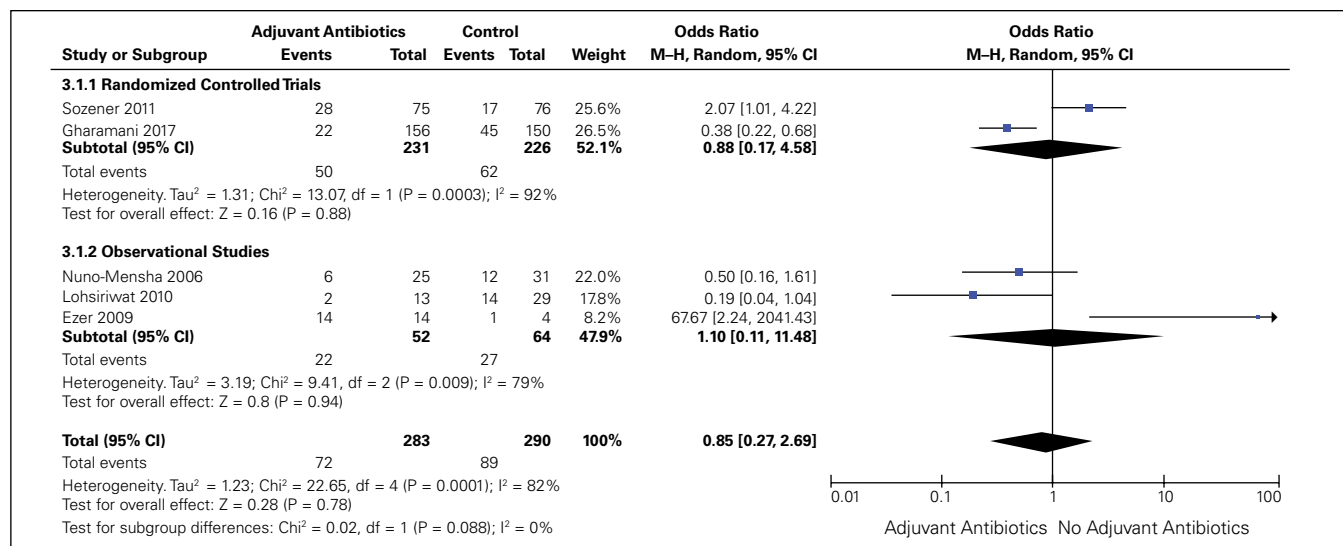 Adjuvant Antibiotics Control Odds Ratio Odds Ratio
Study or Subgroup Events Total Events Total Weight M–H, Random, 95% CI M–H, Random, 95% CI
3.1.1 Randomized Controlled Trials
Sozener 2011 28 75 17 76 25.6% 2.07 [1.01, 4.22]
Gharamani 2017 22 156 45 150 26.5% 0.38 [0.22, 0.68]
Subtotal (95% CI) 231 226 52.1% 0.88 [0.17, 4.58]
Total events 50 62
Heterogeneity. Tau² = 1.31; Chi² = 13.07, df = 1 (P = 0.0003); I² = 92%
Test for overall effect: Z = 0.16 (P = 0.88)
3.1.2 Observational Studies
Nuno-Mensha 2006 6 25 12 31 22.0% 0.50 [0.16, 1.61]
Lohsiriwat 2010 2 13 14 29 17.8% 0.19 [0.04, 1.04]
Ezer 2009 14 14 1 4 8.2% 67.67 [2.24, 2041.43]
Subtotal (95% CI) 52 64 47.9% 1.10 [0.11, 11.48]
Total events 22 27
Heterogeneity. Tau² = 3.19; Chi² = 9.41, df = 2 (P = 0.009); I² = 79%
Test for overall effect: Z = 0.8 (P = 0.94)
Total (95% CI) 283 290 100% 0.85 [0.27, 2.69]
Total events 72 89
Heterogeneity. Tau² = 1.23; Chi² = 22.65, df = 4 (P = 0.0001); I² = 82%
Test for overall effect: Z = 0.28 (P = 0.78)
Test for subgroup differences: Chi² = 0.02, df = 1 (P = 0.088); I² = 0%
0.01 0.1 1 10 100
Adjuvant Antibiotics No Adjuvant Antibiotics